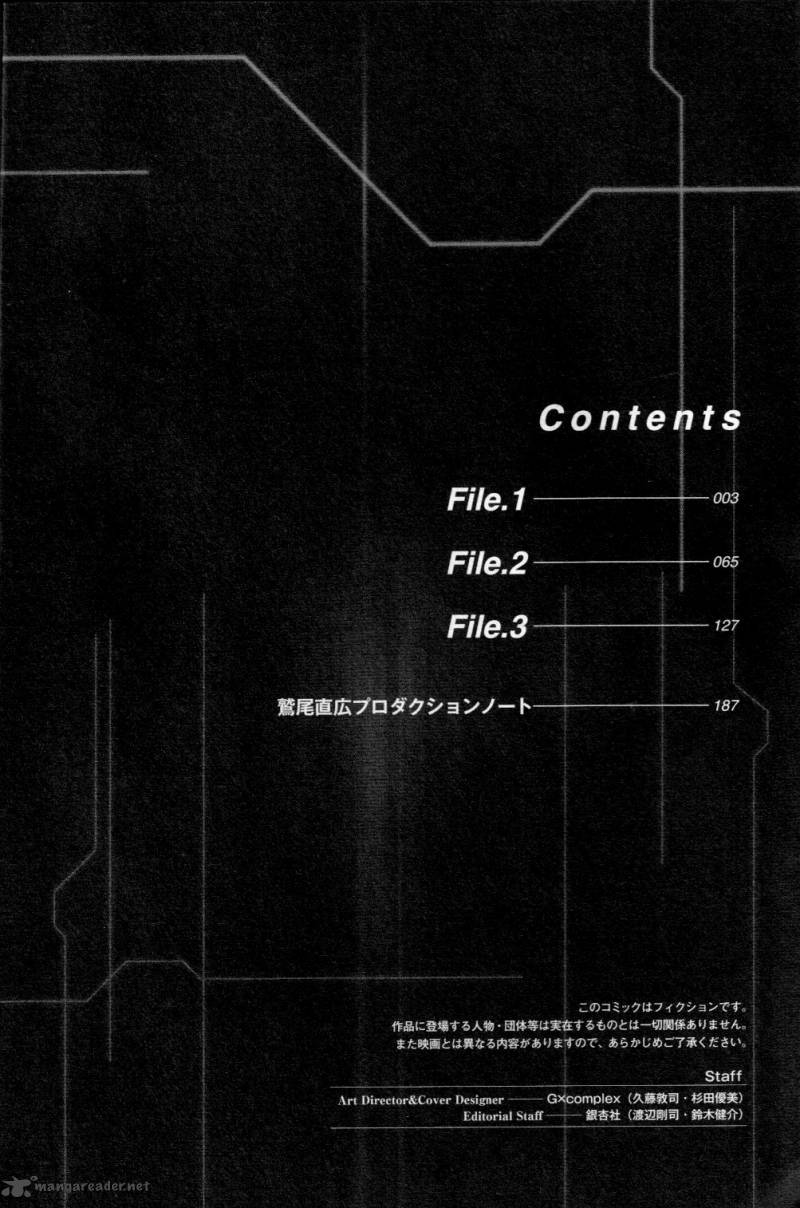 Contents
File.1 003
File.2 065
File.3 127
鷲尾直広プロダクションノート 187
このコミックはフィクションです。
作品に登場する人物・団体等は実在するものとは一切関係ありません。
また映画とは異なる内容がありますので、あらかじめご了承ください。
Staff
Art Director&Cover Designer G×complex（久藤敦司・杉田優美）
Editorial Staff 銀杏社（渡辺剛司・鈴木健介）
mangareader.net